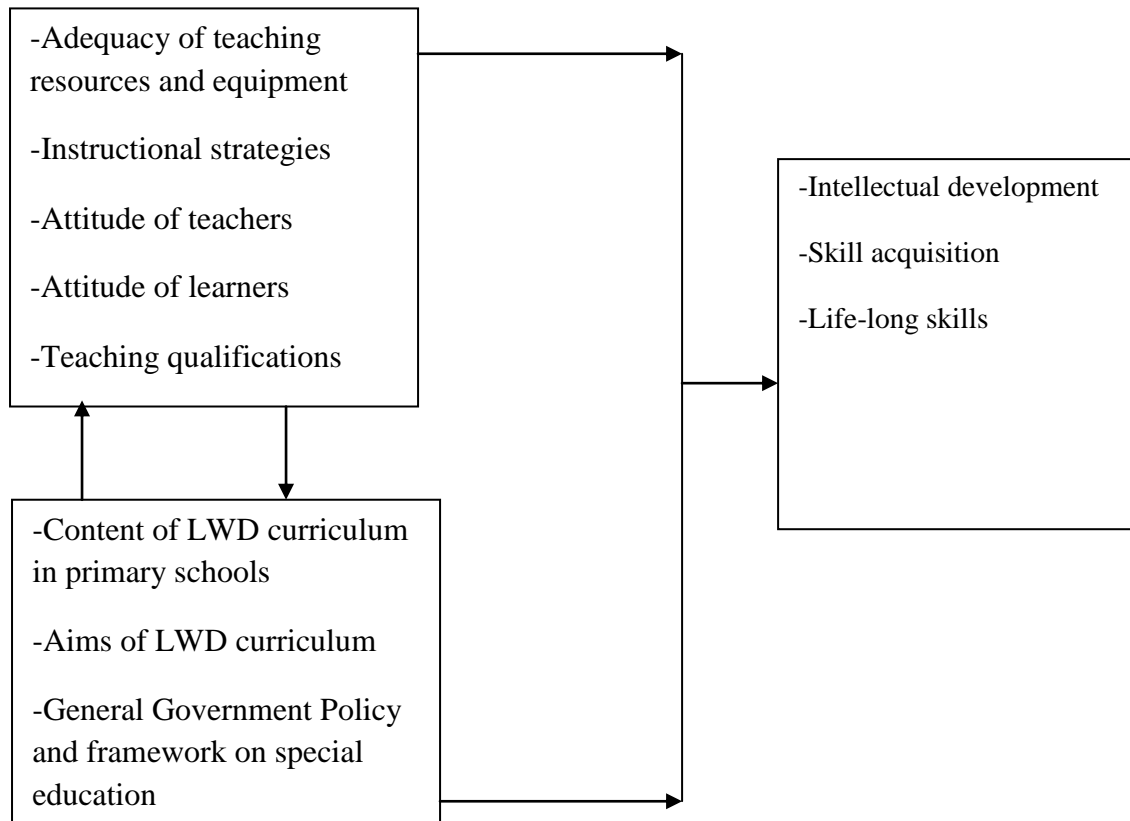 -Adequacy of teaching
resources and equipment
-Instructional strategies
-Attitude of teachers
-Attitude of learners
-Teaching qualifications
-Content of LWD curriculum
in primary schools
-Aims of LWD curriculum
-General Government Policy
and framework on special
education
-Intellectual development
-Skill acquisition
-Life-long skills